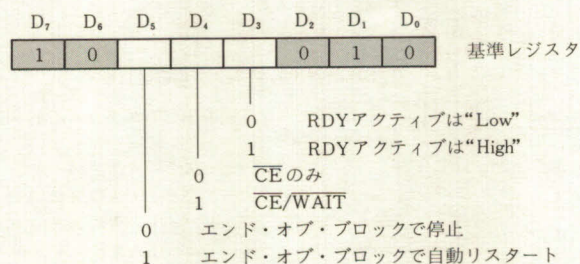 D₇ D₆ D₅ D₄ D₃ D₂ D₁ D₀
1 0 0 1 0 基準レジスタ
0 RDYアクティブは“Low”
1 RDYアクティブは“High”
0 C̅E̅のみ
1 C̅E̅/W̅A̅I̅T̅
0 エンド・オブ・ブロックで停止
1 エンド・オブ・ブロックで自動リスタート